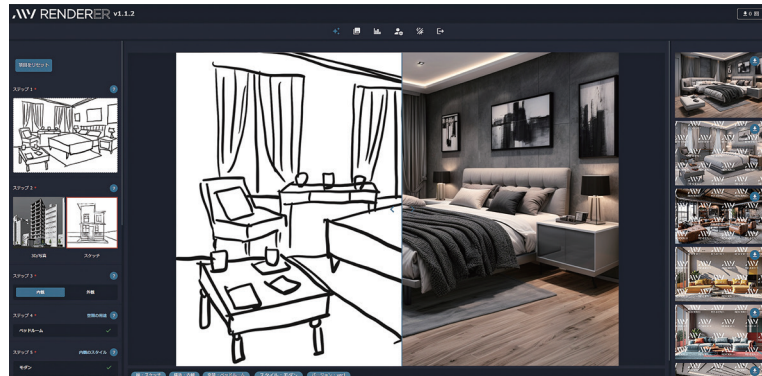 RENDERER v1.1.2
項目をリセット
ステップ 1
ステップ 2
3D/写真
スケッチ
ステップ 3
内観
外観
ステップ 4
空間の用途
ベッドルーム
ステップ 5
内観のスタイル
モダン